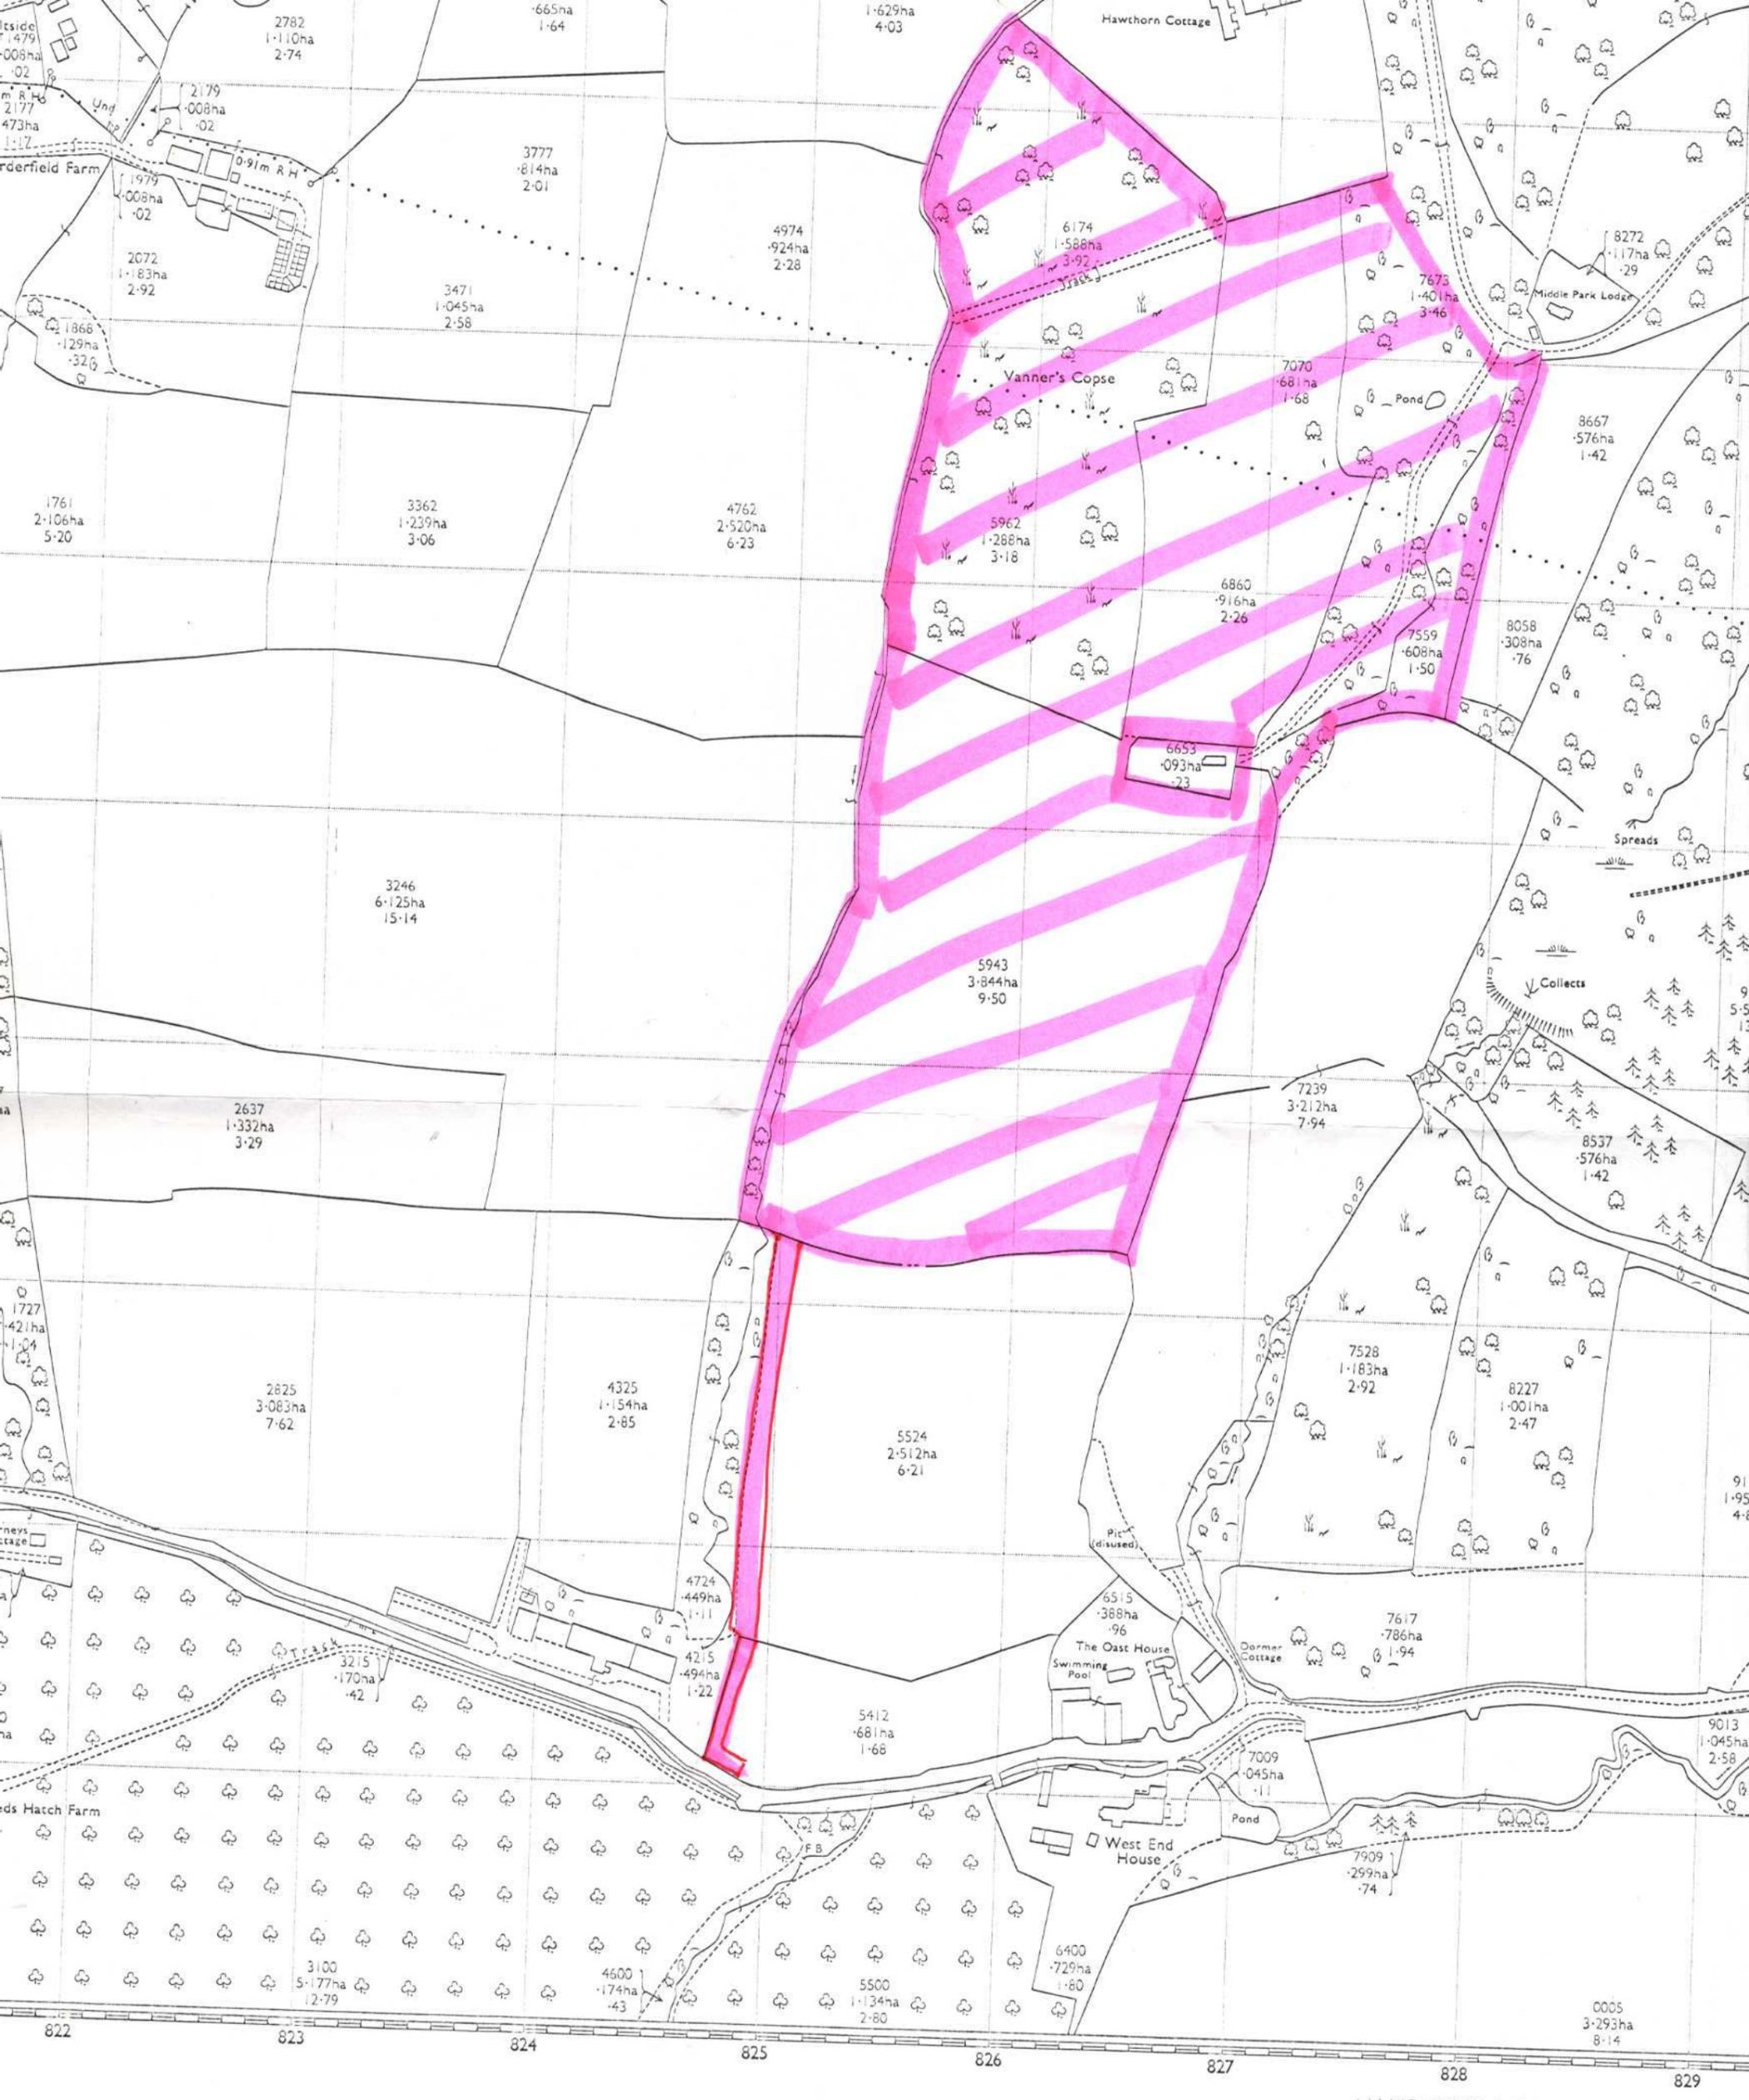 2782
1·110ha
2·74
·665ha
1·64
1·629ha
4·03
Hawthorn Cottage
1479
·008ha
·02
2177
473ha
1·17
Und
2179
·008ha
·02
0·91m R H
rderfield Farm
1979
·008ha
·02
2072
1·183ha
2·92
3777
·814ha
2·01
4974
·924ha
2·28
6174
1·588ha
3·92
Track
8272
·117ha
·29
Middle Park Lodge
7673
1·401ha
3·46
3471
1·045ha
2·58
1868
·129ha
·32
Vanner's Copse
7070
·681ha
1·68
Pond
8667
·576ha
1·42
1761
2·106ha
5·20
3362
1·239ha
3·06
4762
2·520ha
6·23
5962
1·288ha
3·18
6860
·916ha
2·26
7559
·608ha
1·50
8058
·308ha
·76
6653
·093ha
·23
Spreads
3246
6·125ha
15·14
5943
3·844ha
9·50
Collects
2637
1·332ha
3·29
7239
3·212ha
7·94
8537
·576ha
1·42
1727
·421ha
1·04
2825
3·083ha
7·62
4325
1·154ha
2·85
5524
2·512ha
6·21
7528
1·183ha
2·92
8227
1·001ha
2·47
Pit
(disused)
4724
·449ha
1·11
6515
·388ha
·96
The Oast House
Swimming
Pool
Dormer
Cottage
7617
·786ha
1·94
Track
3215
·170ha
·42
4215
·494ha
1·22
5412
·681ha
1·68
9013
1·045ha
2·58
7009
·045ha
·11
Pond
eds Hatch Farm
F B
West End
House
7909
·299ha
·74
3100
5·177ha
12·79
4600
·174ha
·43
5500
1·134ha
2·80
6400
·729ha
1·80
0005
3·293ha
8·14
822
823
824
825
826
827
828
829